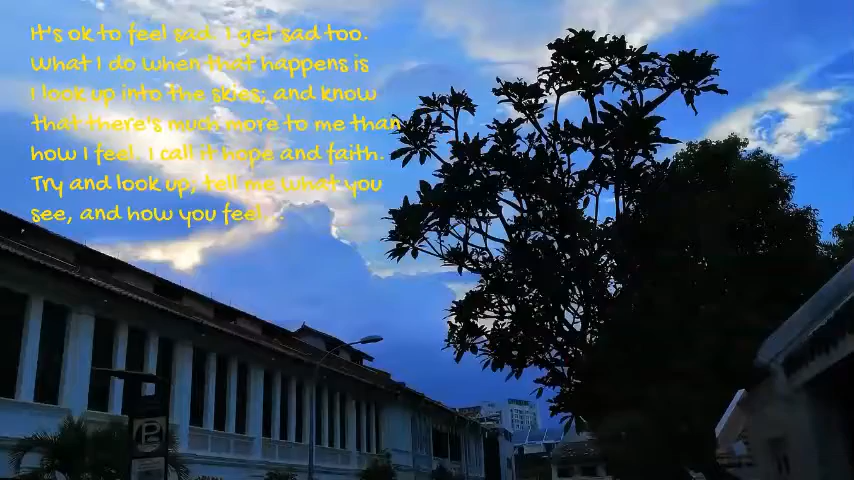 It's ok to feel sad. I get sad too.
What I do when that happens is
I look up into the skies; and know
that there's much more to me than
how I feel. I call it hope and faith.
Try and look up; tell me what you
see, and how you feel...
P